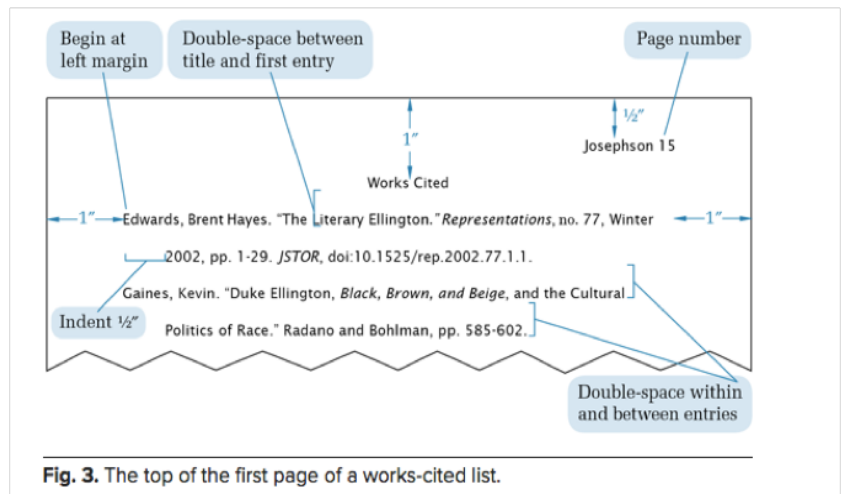 Begin at
left margin
Double-space between
title and first entry
Page number
½″
1″
Josephson 15
Works Cited
1″
Edwards, Brent Hayes. “The Literary Ellington.” Representations, no. 77, Winter
1″
2002, pp. 1-29. JSTOR, doi:10.1525/rep.2002.77.1.1.
Gaines, Kevin. “Duke Ellington, Black, Brown, and Beige, and the Cultural
Indent ½″
Politics of Race.” Radano and Bohlman, pp. 585-602.
Double-space within
and between entries
Fig. 3. The top of the first page of a works-cited list.